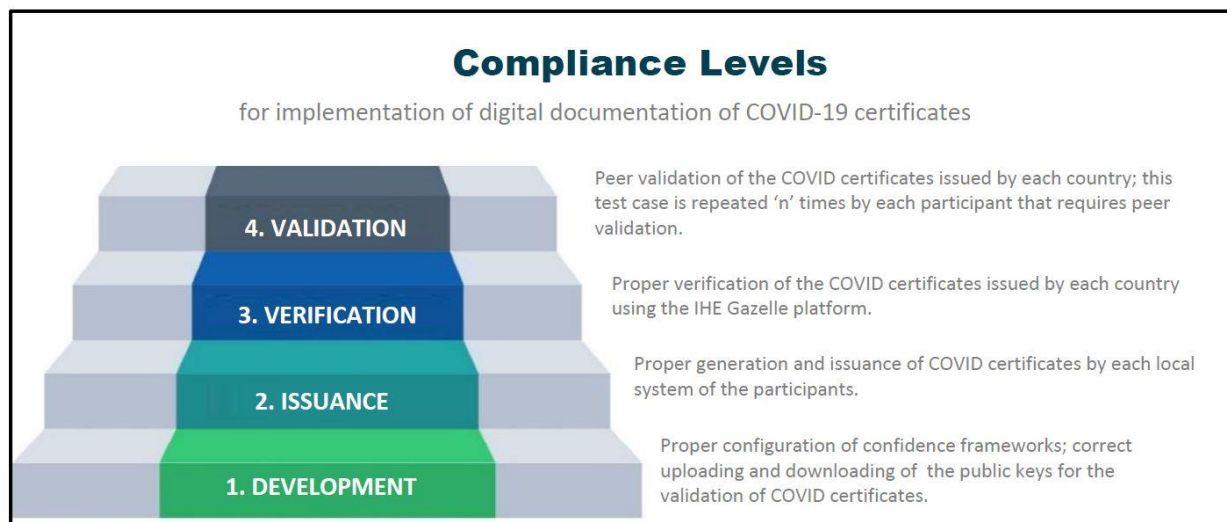 Compliance Levels
for implementation of digital documentation of COVID-19 certificates
4. VALIDATION
Peer validation of the COVID certificates issued by each country; this
test case is repeated ‘n’ times by each participant that requires peer
validation.
3. VERIFICATION
Proper verification of the COVID certificates issued by each country
using the IHE Gazelle platform.
2. ISSUANCE
Proper generation and issuance of COVID certificates by each local
system of the participants.
1. DEVELOPMENT
Proper configuration of confidence frameworks; correct
uploading and downloading of the public keys for the
validation of COVID certificates.